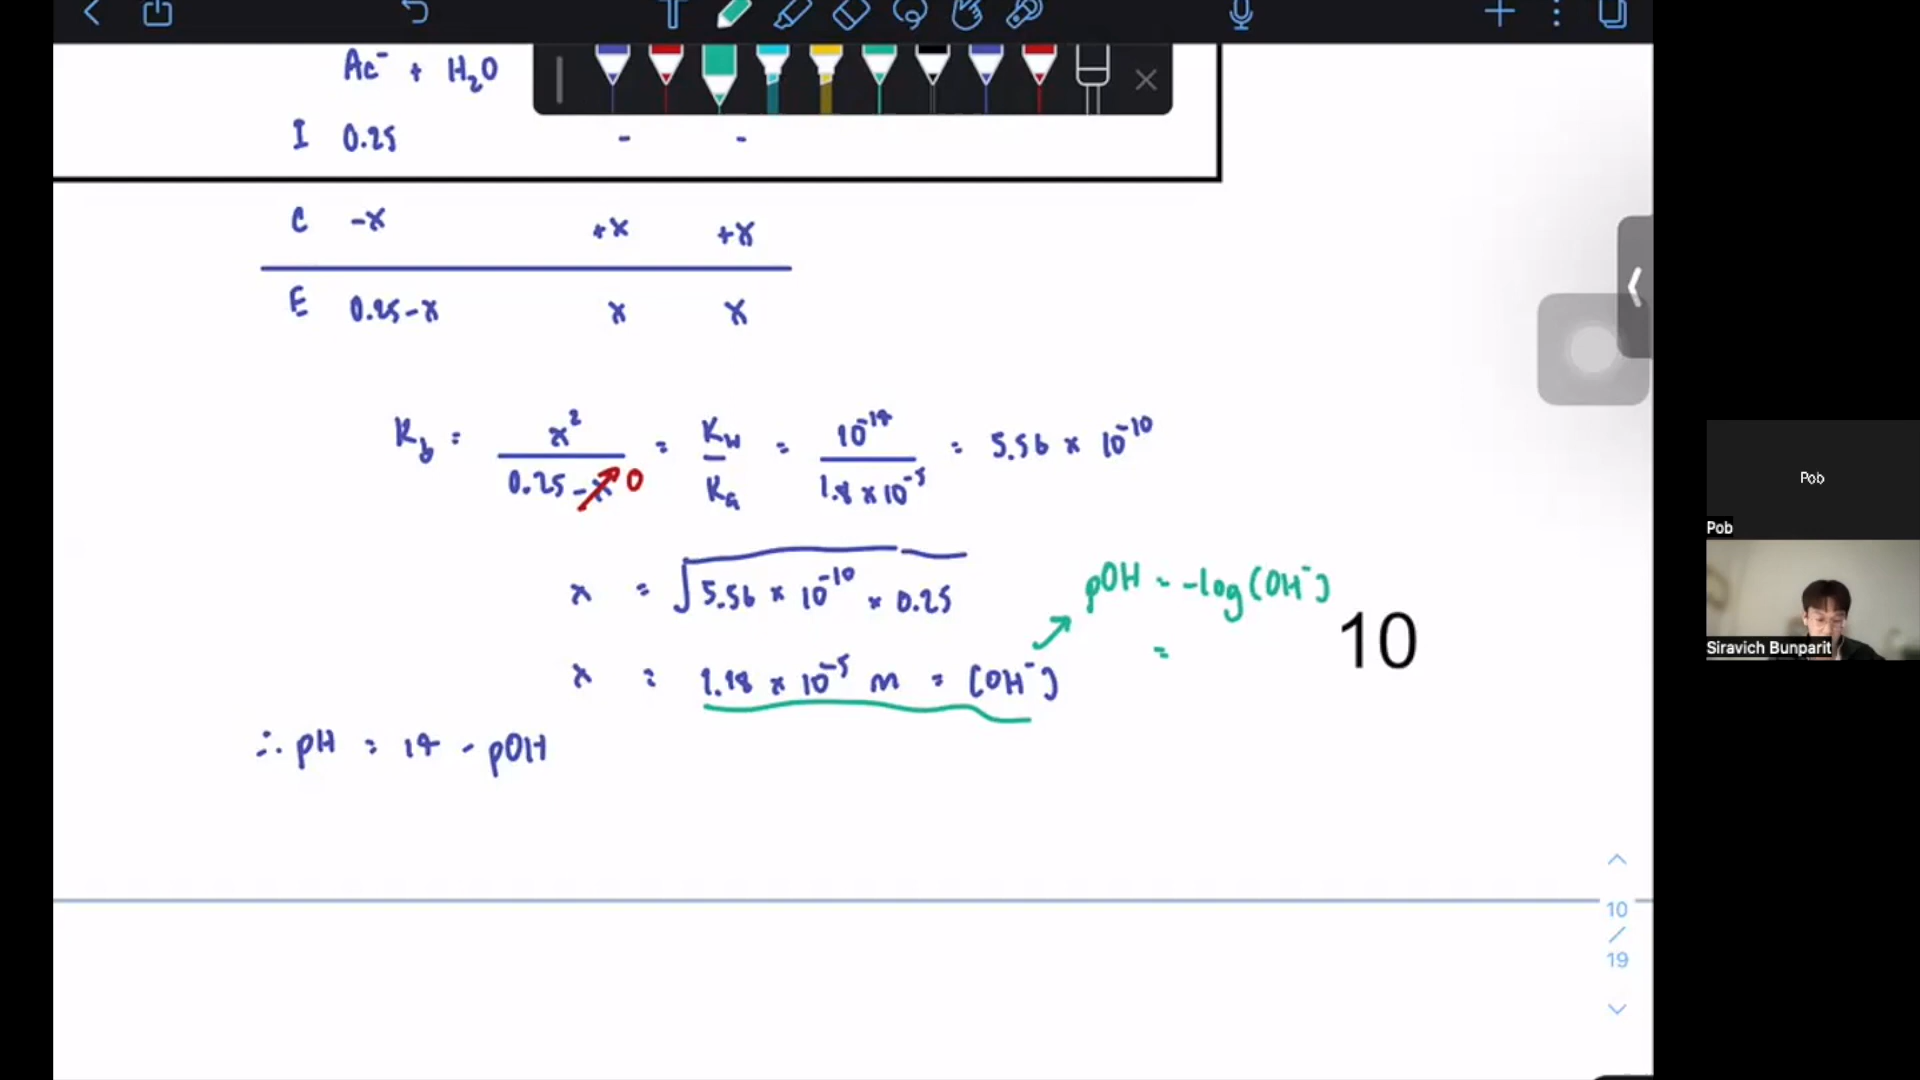 Ac⁻ + H₂O
I 0.25 - -
C -x +x +x
E 0.25-x x x
K_b = x² / 0.25 - x 0 = K_w / K_a = 10⁻¹⁴ / 1.8 x 10⁻⁵ = 5.56 x 10⁻¹⁰
x = √5.56 x 10⁻¹⁰ x 0.25
pOH = -log(OH⁻)
=
10
x = 1.18 x 10⁻⁵ m = (OH⁻)
∴ pH = 14 - pOH
10
/
19
Pob
Pob
Siravich Bunparit